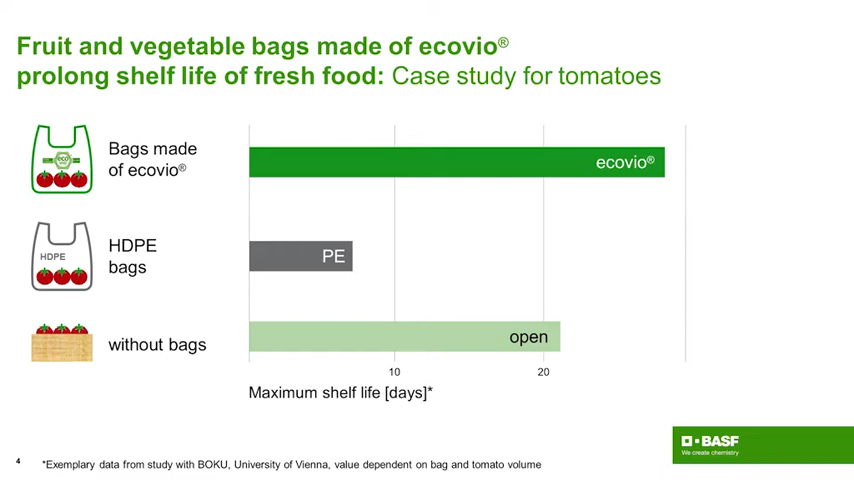 Fruit and vegetable bags made of ecovio®
prolong shelf life of fresh food: Case study for tomatoes
eco
Bags made
of ecovio®
ecovio®
HDPE
HDPE
bags
PE
without bags
open
10
20
Maximum shelf life [days]*
BASF
We create chemistry
4
*Exemplary data from study with BOKU, University of Vienna, value dependent on bag and tomato volume